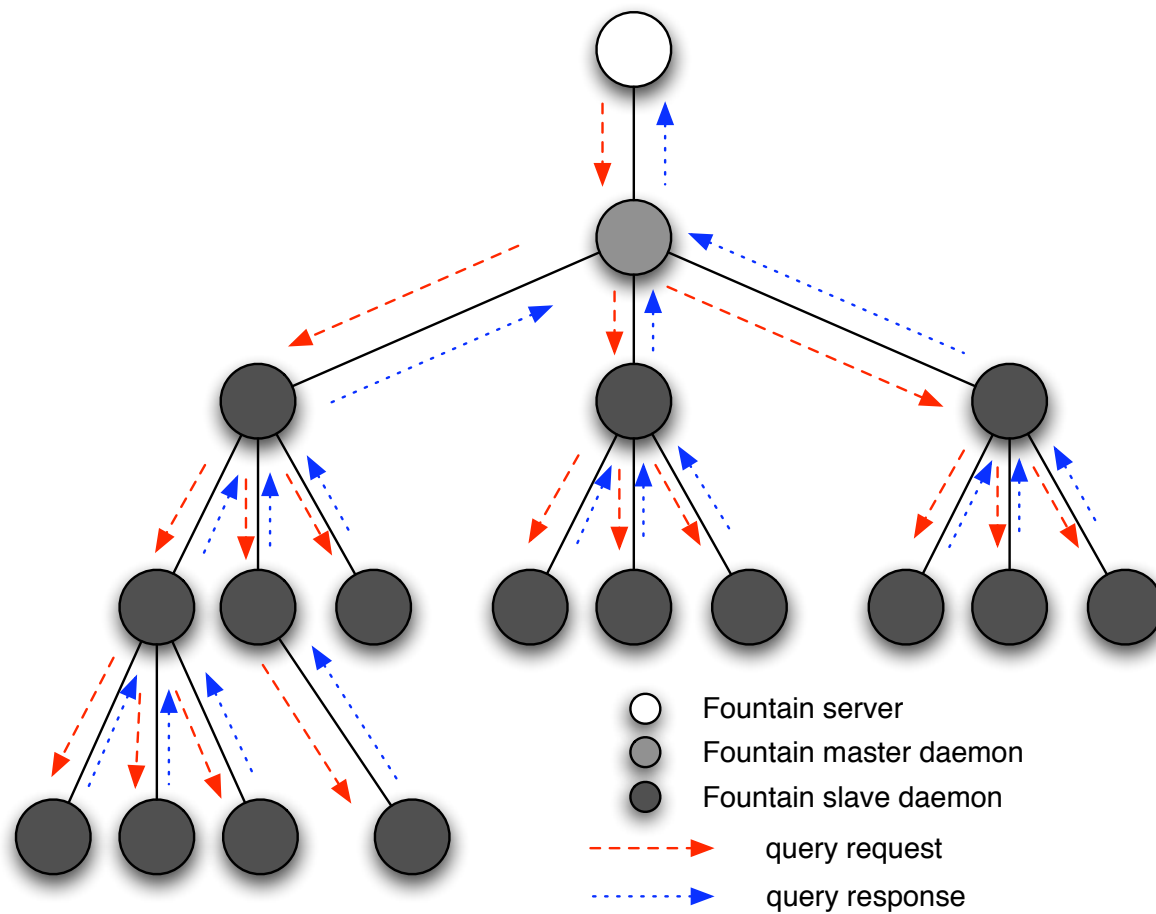 Fountain server
Fountain master daemon
Fountain slave daemon
query request
query response